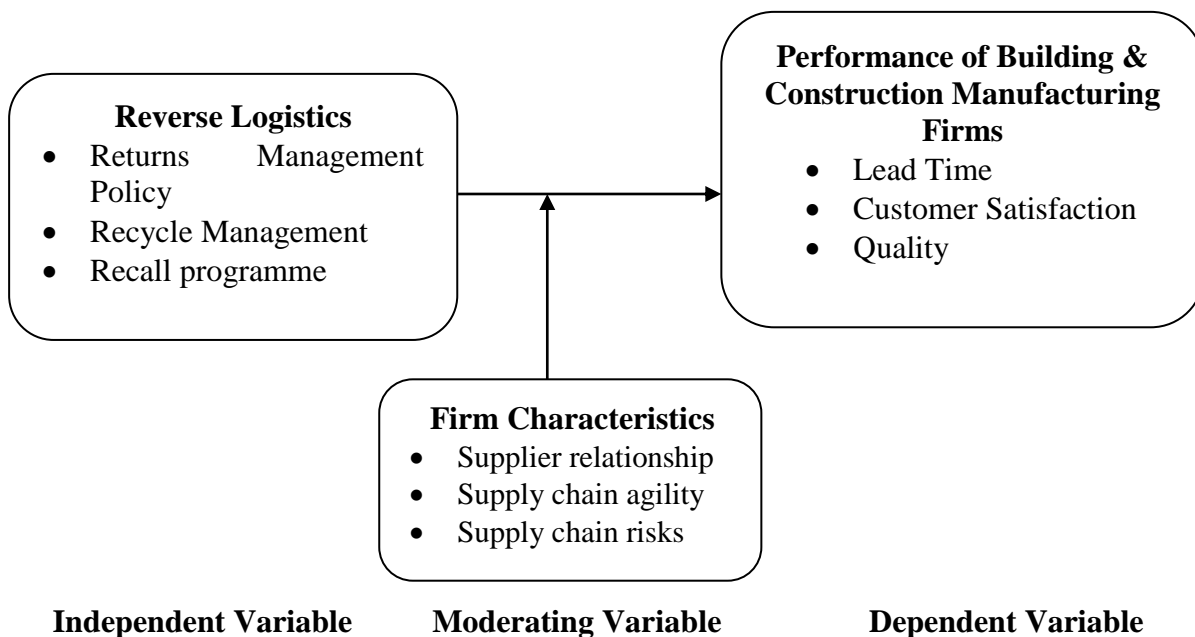 Reverse Logistics
• Returns Management
Policy
• Recycle Management
• Recall programme
Performance of Building &
Construction Manufacturing
Firms
• Lead Time
• Customer Satisfaction
• Quality
Firm Characteristics
• Supplier relationship
• Supply chain agility
• Supply chain risks
Independent Variable
Moderating Variable
Dependent Variable